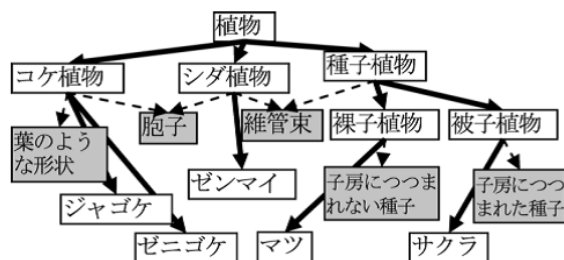 植物
コケ植物
シダ植物
種子植物
葉のよう
な形状
胞子
維管束
裸子植物
被子植物
ゼンマイ
子房につつま
れない種子
子房につつ
まれた種子
ジャゴケ
ゼニゴケ
マツ
サクラ